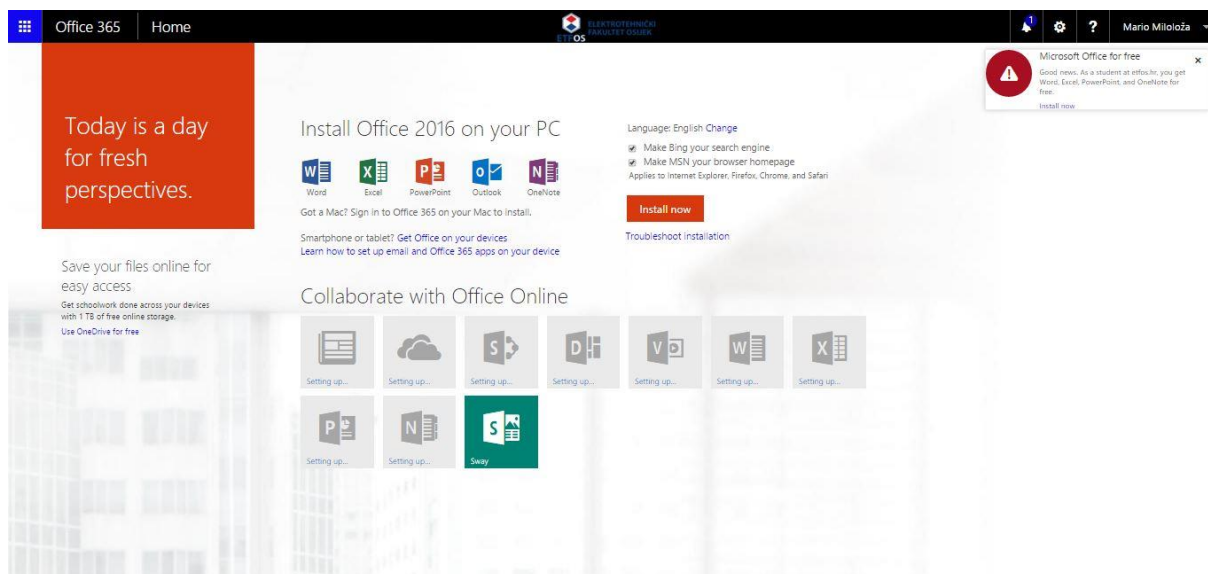 Office 365
Home
ELEKTROTEHNIČKI
FAKULTET OSIJEK
ETFOS
1
?
Mario Miloloža
Microsoft Office for free
x
Good news. As a student at etfos.hr, you get
Word, Excel, PowerPoint, and OneNote for
free.
Install now
Today is a day
for fresh
perspectives.
Save your files online for
easy access
Get schoolwork done across your devices
with 1 TB of free online storage.
Use OneDrive for free
Install Office 2016 on your PC
Word
Excel
PowerPoint
Outlook
OneNote
Got a Mac? Sign in to Office 365 on your Mac to install.
Smartphone or tablet? Get Office on your devices
Learn how to set up email and Office 365 apps on your device
Language: English Change
Make Bing your search engine
Make MSN your browser homepage
Applies to Internet Explorer, Firefox, Chrome, and Safari
Install now
Troubleshoot installation
Collaborate with Office Online
Setting up...
Setting up...
Setting up...
Setting up...
Setting up...
Setting up...
Setting up...
Setting up...
Setting up...
Sway